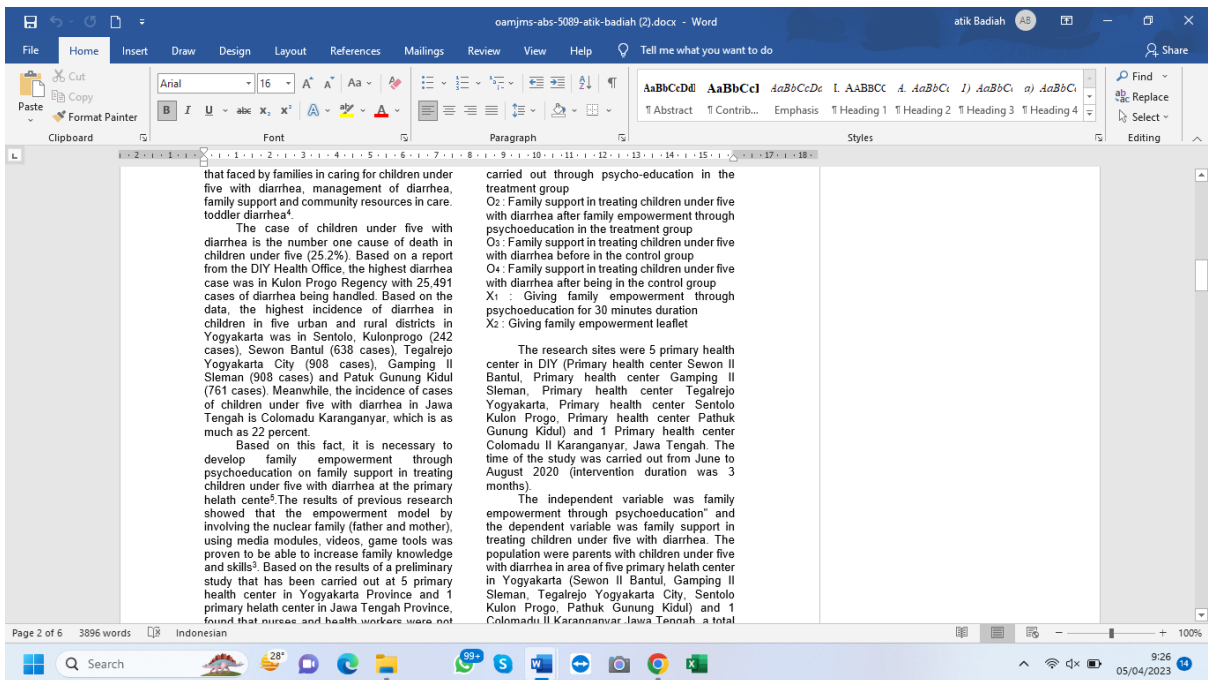 oamjms-abs-5089-atik-badiah (2).docx - Word
atik Badiah AB
File Home Insert Draw Design Layout References Mailings Review View Help Tell me what you want to do Share
Paste
Cut
Copy
Format Painter
Clipboard
Arial 16
Font
Paragraph
AaBbCcDdI AaBbCcI AaBbCcDc I. AABBCC A. AaBbCc 1) AaBbCc a) AaBbCc
¶ Abstract ¶ Contrib... Emphasis ¶ Heading 1 ¶ Heading 2 ¶ Heading 3 ¶ Heading 4
Styles
Find
Replace
Select
Editing
that faced by families in caring for children under
five with diarrhea, management of diarrhea,
family support and community resources in care.
toddler diarrhea⁴.
The case of children under five with
diarrhea is the number one cause of death in
children under five (25.2%). Based on a report
from the DIY Health Office, the highest diarrhea
case was in Kulon Progo Regency with 25,491
cases of diarrhea being handled. Based on the
data, the highest incidence of diarrhea in
children in five urban and rural districts in
Yogyakarta was in Sentolo, Kulonprogo (242
cases), Sewon Bantul (638 cases), Tegalrejo
Yogyakarta City (908 cases), Gamping II
Sleman (908 cases) and Patuk Gunung Kidul
(761 cases). Meanwhile, the incidence of cases
of children under five with diarrhea in Jawa
Tengah is Colomadu Karanganyar, which is as
much as 22 percent.
Based on this fact, it is necessary to
develop family empowerment through
psychoeducation on family support in treating
children under five with diarrhea at the primary
helath cente⁵.The results of previous research
showed that the empowerment model by
involving the nuclear family (father and mother),
using media modules, videos, game tools was
proven to be able to increase family knowledge
and skills³. Based on the results of a preliminary
study that has been carried out at 5 primary
health center in Yogyakarta Province and 1
primary helath center in Jawa Tengah Province,
found that nurses and health workers were not
carried out through psycho-education in the
treatment group
O₂ : Family support in treating children under five
with diarrhea after family empowerment through
psychoeducation in the treatment group
O₃ : Family support in treating children under five
with diarrhea before in the control group
O₄ : Family support in treating children under five
with diarrhea after being in the control group
X₁ : Giving family empowerment through
psychoeducation for 30 minutes duration
X₂ : Giving family empowerment leaflet
The research sites were 5 primary health
center in DIY (Primary health center Sewon II
Bantul, Primary health center Gamping II
Sleman, Primary health center Tegalrejo
Yogyakarta, Primary health center Sentolo
Kulon Progo, Primary health center Pathuk
Gunung Kidul) and 1 Primary health center
Colomadu II Karanganyar, Jawa Tengah. The
time of the study was carried out from June to
August 2020 (intervention duration was 3
months).
The independent variable was family
empowerment through psychoeducation" and
the dependent variable was family support in
treating children under five with diarrhea. The
population were parents with children under five
with diarrhea in area of five primary helath center
in Yogyakarta (Sewon II Bantul, Gamping II
Sleman, Tegalrejo Yogyakarta City, Sentolo
Kulon Progo, Pathuk Gunung Kidul) and 1
Colomadu II Karanganyar Jawa Tengah, a total
Page 2 of 6 3896 words Indonesian 100%
Search 28° 99+ 9:26
05/04/2023 14